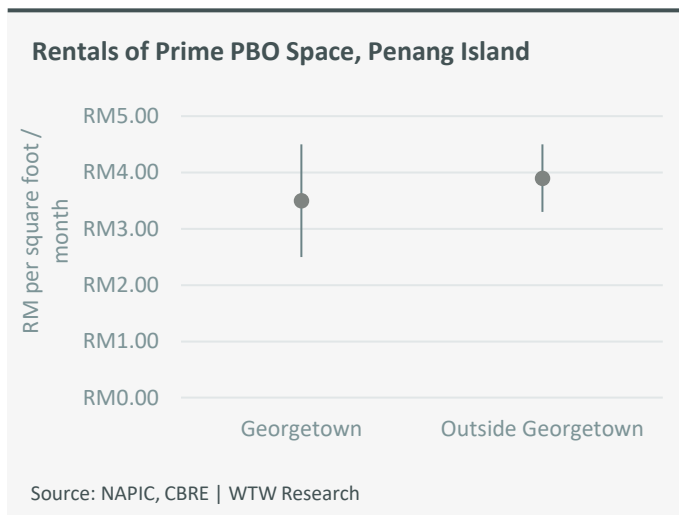 Rentals of Prime PBO Space, Penang Island
RM per square foot /
month
RM5.00
RM4.00
RM3.00
RM2.00
RM1.00
RM0.00
Georgetown
Outside Georgetown
Source: NAPIC, CBRE | WTW Research